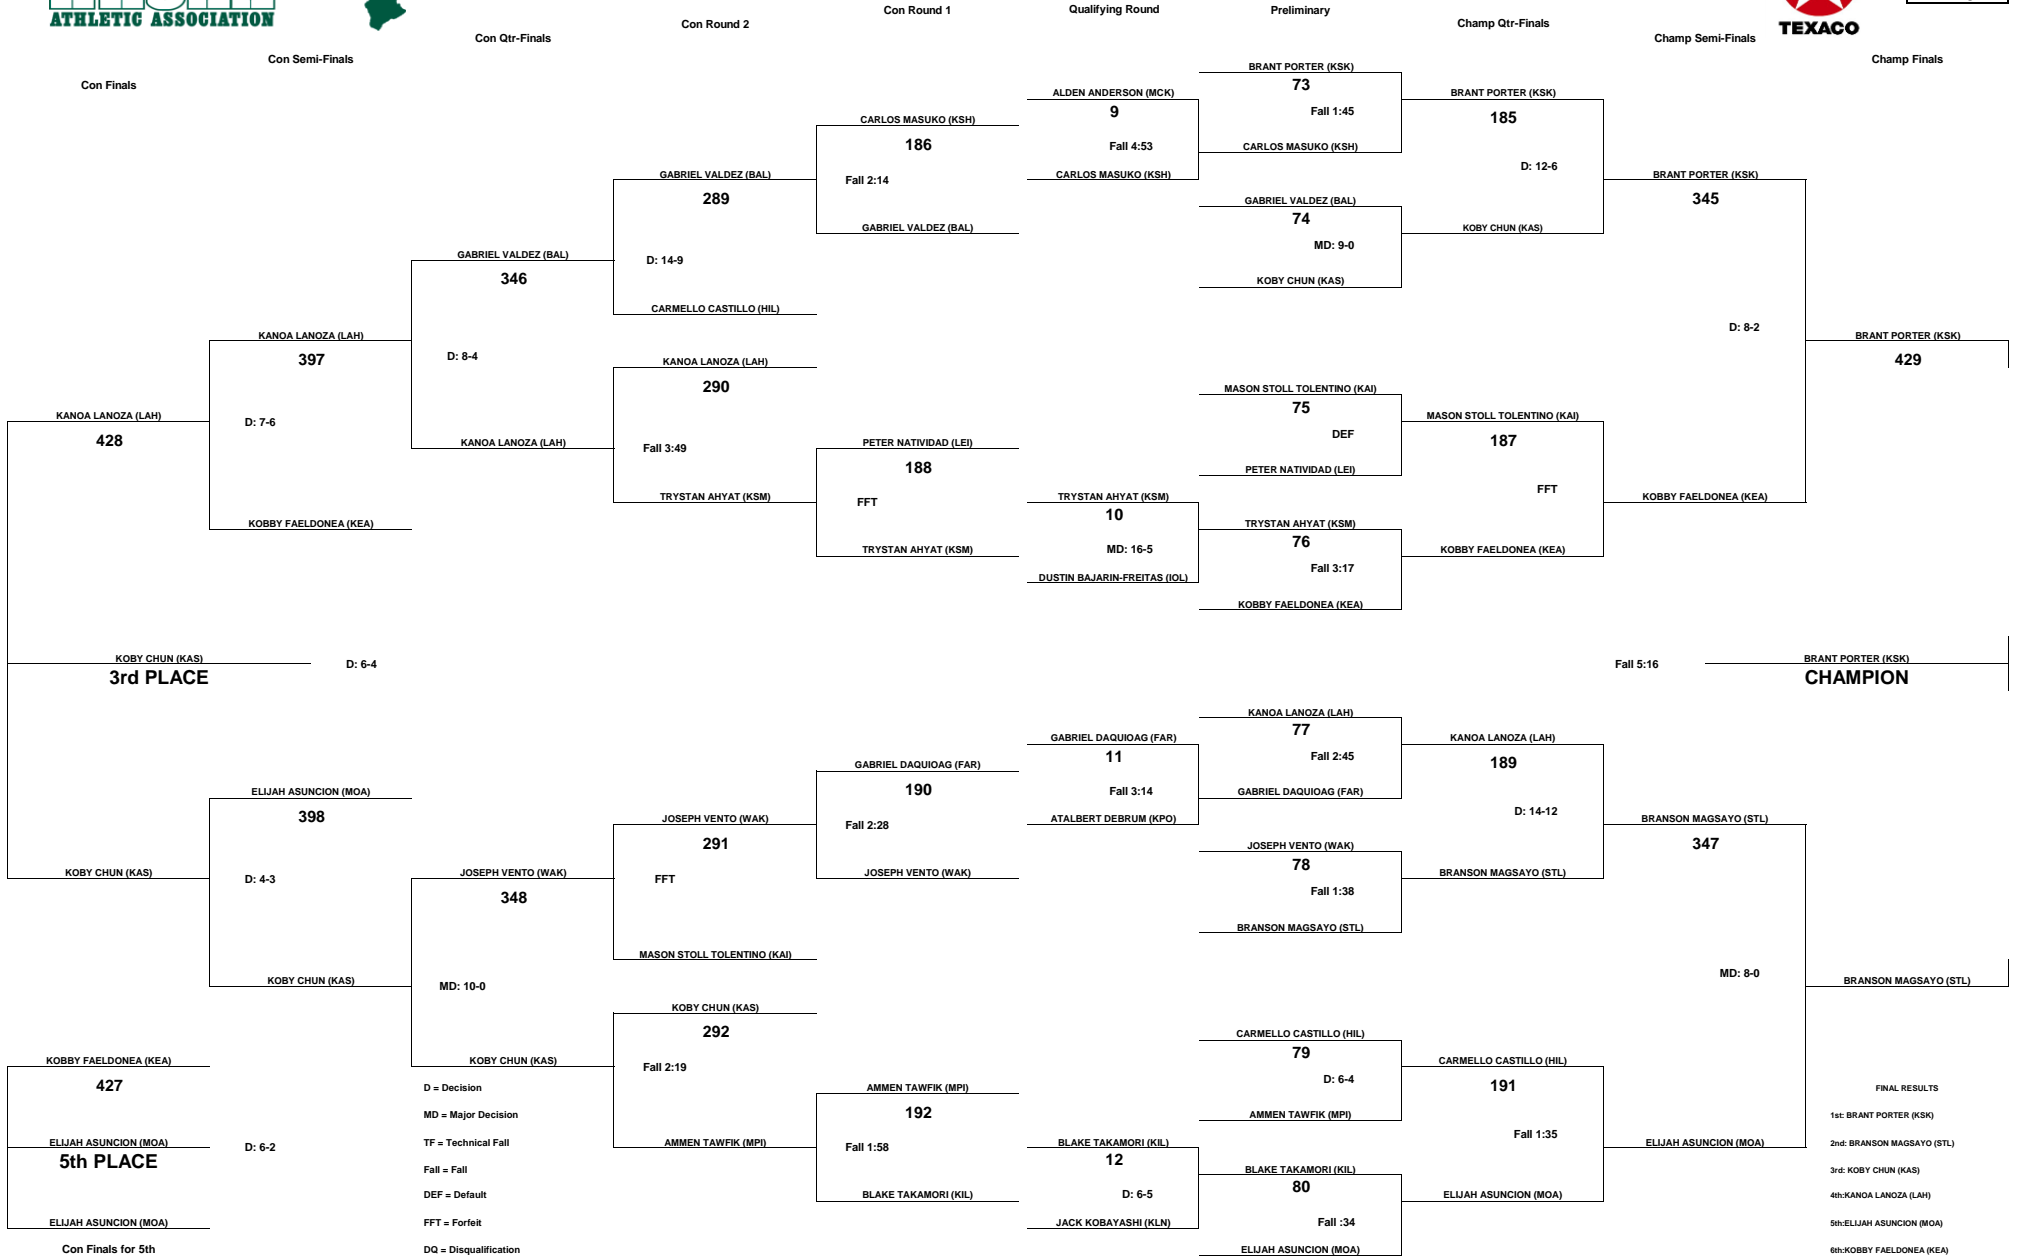 ATHLETIC ASSOCIATION
TEXACO
Con Finals
Con Semi-Finals
Con Qtr-Finals
Con Round 2
Con Round 1
Qualifying Round
Preliminary
Champ Qtr-Finals
Champ Semi-Finals
Champ Finals
BRANT PORTER (KSK)
73
Fall 1:45
CARLOS MASUKO (KSH)
GABRIEL VALDEZ (BAL)
74
MD: 9-0
KOBY CHUN (KAS)
MASON STOLL TOLENTINO (KAI)
75
DEF
PETER NATIVIDAD (LEI)
TRYSTAN AHYAT (KSM)
76
Fall 3:17
KOBBY FAELDONEA (KEA)
KANOA LANOZA (LAH)
77
Fall 2:45
GABRIEL DAQUIOAG (FAR)
JOSEPH VENTO (WAK)
78
Fall 1:38
BRANSON MAGSAYO (STL)
CARMELLO CASTILLO (HIL)
79
D: 6-4
AMMEN TAWFIK (MPI)
BLAKE TAKAMORI (KIL)
80
Fall :34
ELIJAH ASUNCION (MOA)
ALDEN ANDERSON (MCK)
9
Fall 4:53
CARLOS MASUKO (KSH)
TRYSTAN AHYAT (KSM)
10
MD: 16-5
DUSTIN BAJARIN-FREITAS (IOL)
GABRIEL DAQUIOAG (FAR)
11
Fall 3:14
ATALBERT DEBRUM (KPO)
BLAKE TAKAMORI (KIL)
12
D: 6-5
JACK KOBAYASHI (KLN)
BRANT PORTER (KSK)
185
D: 12-6
KOBY CHUN (KAS)
MASON STOLL TOLENTINO (KAI)
187
FFT
KOBBY FAELDONEA (KEA)
KANOA LANOZA (LAH)
189
D: 14-12
BRANSON MAGSAYO (STL)
CARMELLO CASTILLO (HIL)
191
Fall 1:35
ELIJAH ASUNCION (MOA)
BRANT PORTER (KSK)
345
D: 8-2
KOBBY FAELDONEA (KEA)
BRANSON MAGSAYO (STL)
347
MD: 8-0
ELIJAH ASUNCION (MOA)
BRANT PORTER (KSK)
429
Fall 5:16
BRANT PORTER (KSK)
CHAMPION
BRANSON MAGSAYO (STL)
CARLOS MASUKO (KSH)
186
Fall 2:14
GABRIEL VALDEZ (BAL)
PETER NATIVIDAD (LEI)
188
FFT
TRYSTAN AHYAT (KSM)
GABRIEL DAQUIOAG (FAR)
190
Fall 2:28
JOSEPH VENTO (WAK)
AMMEN TAWFIK (MPI)
192
Fall 1:58
BLAKE TAKAMORI (KIL)
GABRIEL VALDEZ (BAL)
289
D: 14-9
CARMELLO CASTILLO (HIL)
KANOA LANOZA (LAH)
290
Fall 3:49
TRYSTAN AHYAT (KSM)
JOSEPH VENTO (WAK)
291
FFT
MASON STOLL TOLENTINO (KAI)
KOBY CHUN (KAS)
292
Fall 2:19
AMMEN TAWFIK (MPI)
GABRIEL VALDEZ (BAL)
346
D: 8-4
KANOA LANOZA (LAH)
JOSEPH VENTO (WAK)
348
MD: 10-0
KOBY CHUN (KAS)
KANOA LANOZA (LAH)
397
D: 7-6
KOBBY FAELDONEA (KEA)
ELIJAH ASUNCION (MOA)
398
D: 4-3
KOBY CHUN (KAS)
KANOA LANOZA (LAH)
428
KOBY CHUN (KAS)
3rd PLACE
D: 6-4
KOBY CHUN (KAS)
KOBBY FAELDONEA (KEA)
427
ELIJAH ASUNCION (MOA)
5th PLACE
D: 6-2
ELIJAH ASUNCION (MOA)
Con Finals for 5th
D = Decision
MD = Major Decision
TF = Technical Fall
Fall = Fall
DEF = Default
FFT = Forfeit
DQ = Disqualification
FINAL RESULTS
1st: BRANT PORTER (KSK)
2nd: BRANSON MAGSAYO (STL)
3rd: KOBY CHUN (KAS)
4th:KANOA LANOZA (LAH)
5th:ELIJAH ASUNCION (MOA)
6th:KOBBY FAELDONEA (KEA)